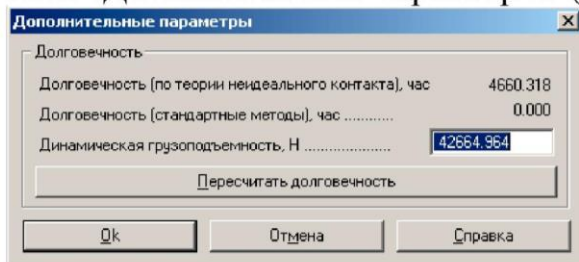 Дополнительные параметры
Долговечность
Долговечность (по теории неидеального контакта), час 4660.318
Долговечность (стандартные методы), час ............ 0.000
Динамическая грузоподъемность, Н ..................... 42664.964
Пересчитать долговечность
Ok Отмена Справка